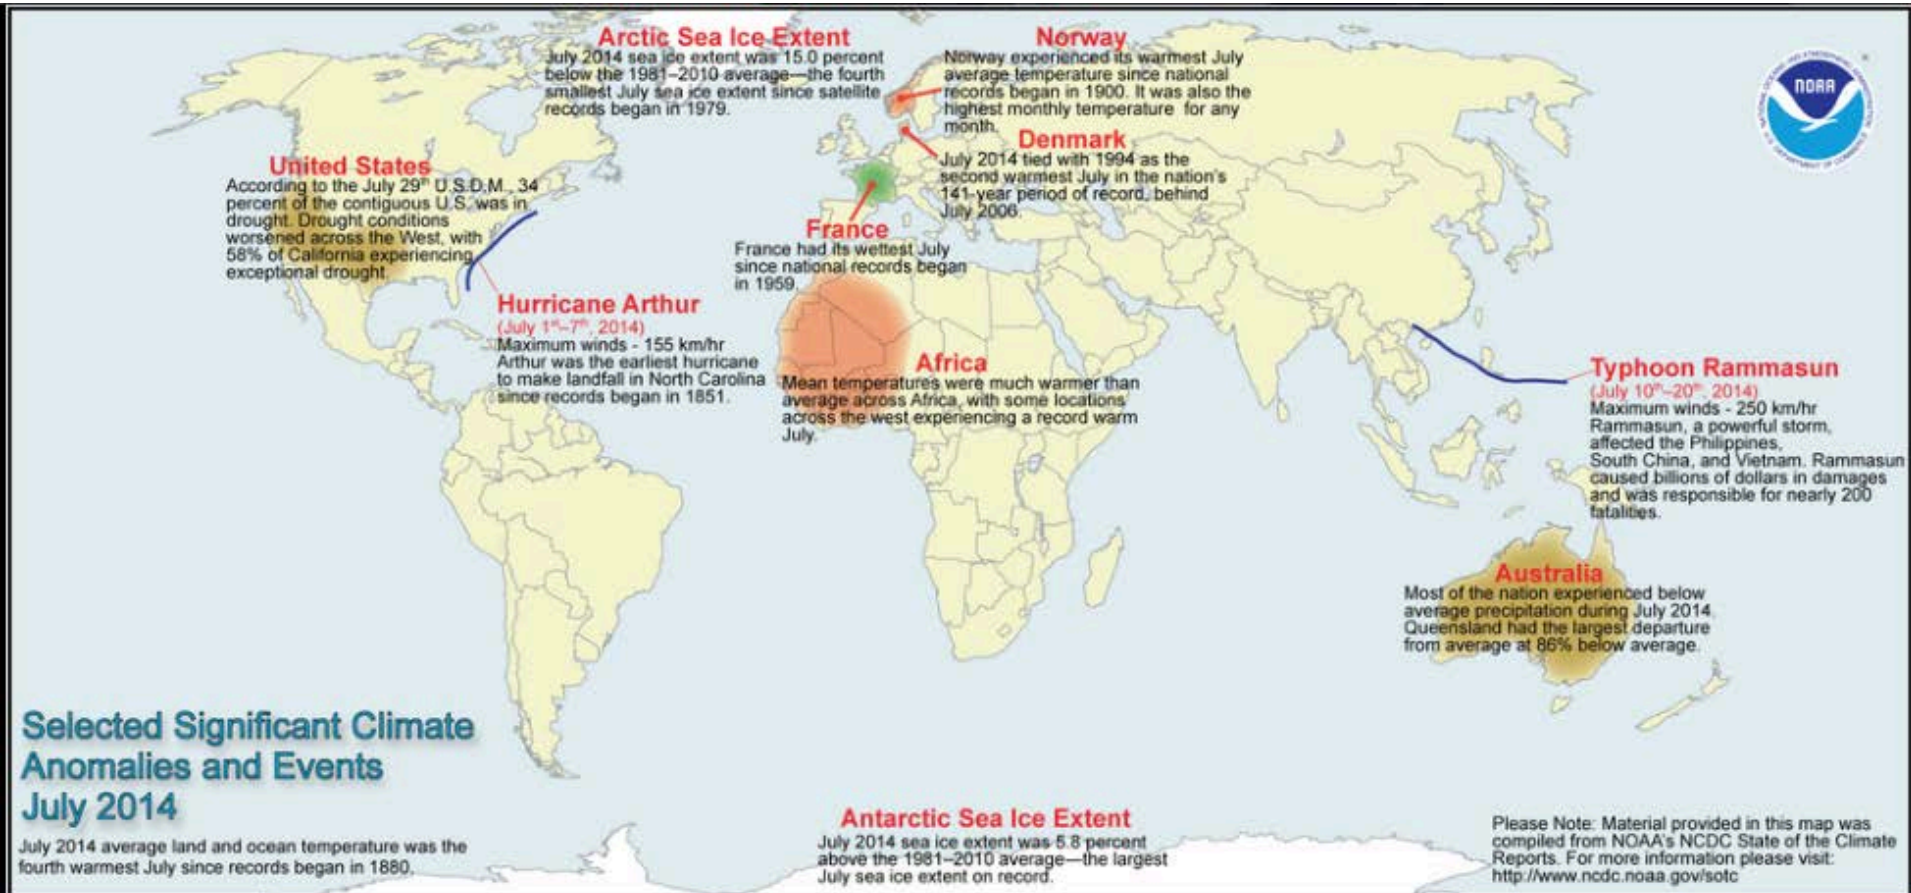 Arctic Sea Ice Extent
July 2014 sea ice extent was 15.0 percent
below the 1981–2010 average—the fourth
smallest July sea ice extent since satellite
records began in 1979.
Norway
Norway experienced its warmest July
average temperature since national
records began in 1900. It was also the
highest monthly temperature for any
month.
Denmark
July 2014 tied with 1994 as the
second warmest July in the nation's
141-year period of record, behind
July 2006.
NOAA
NATIONAL OCEANIC AND ATMOSPHERIC ADMINISTRATION
U.S. DEPARTMENT OF COMMERCE
United States
According to the July 29th U.S.D.M., 34
percent of the contiguous U.S. was in
drought. Drought conditions
worsened across the West, with
58% of California experiencing
exceptional drought.
France
France had its wettest July
since national records began
in 1959.
Hurricane Arthur
(July 1st–7th, 2014)
Maximum winds - 155 km/hr
Arthur was the earliest hurricane
to make landfall in North Carolina
since records began in 1851.
Africa
Mean temperatures were much warmer than
average across Africa, with some locations
across the west experiencing a record warm
July.
Typhoon Rammasun
(July 10th–20th, 2014)
Maximum winds - 250 km/hr
Rammasun, a powerful storm,
affected the Philippines,
South China, and Vietnam. Rammasun
caused billions of dollars in damages
and was responsible for nearly 200
fatalities.
Australia
Most of the nation experienced below
average precipitation during July 2014.
Queensland had the largest departure
from average at 86% below average.
Selected Significant Climate
Anomalies and Events
July 2014
July 2014 average land and ocean temperature was the
fourth warmest July since records began in 1880.
Antarctic Sea Ice Extent
July 2014 sea ice extent was 5.8 percent
above the 1981–2010 average—the largest
July sea ice extent on record.
Please Note: Material provided in this map was
compiled from NOAA's NCDC State of the Climate
Reports. For more information please visit:
http://www.ncdc.noaa.gov/sotc